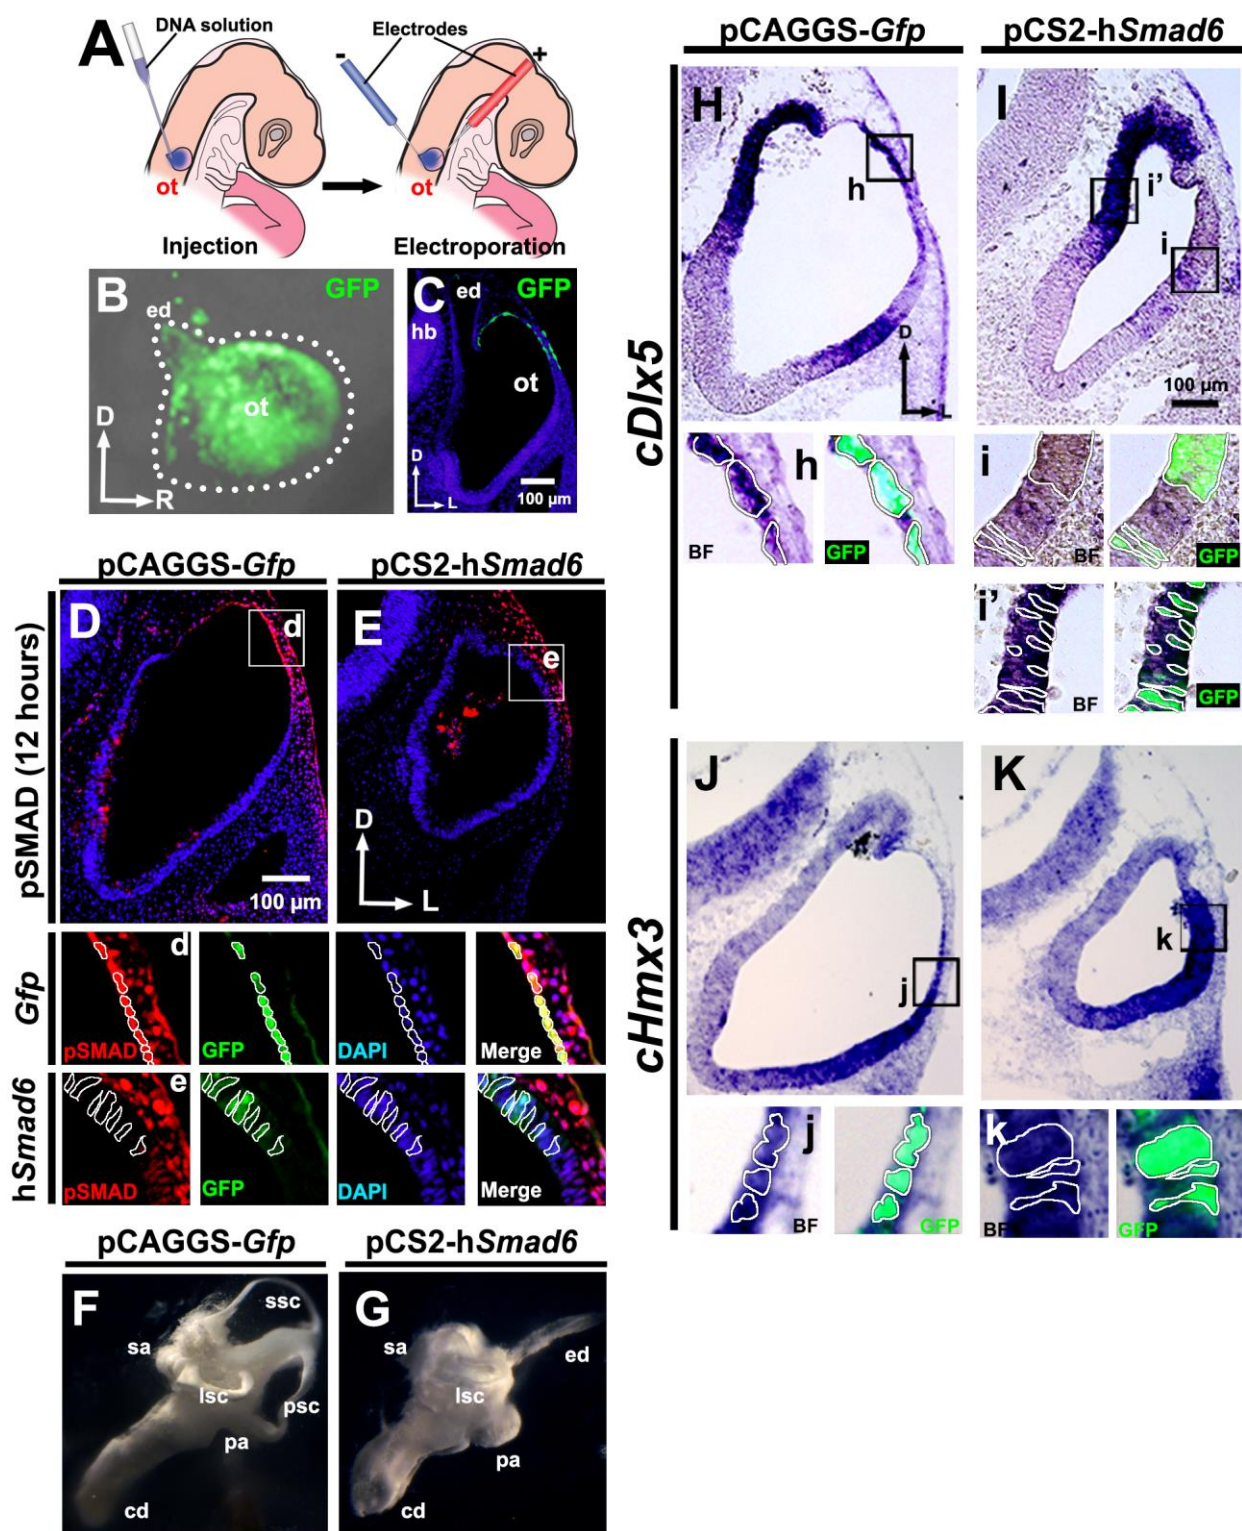 A
DNA solution
Electrodes
-
+
ot
ot
Injection
Electroporation
B
GFP
ed
ot
D
R
C
ed
GFP
hb
ot
D
L
100 µm
pCAGGS-Gfp
pCS2-hSmad6
pSMAD (12 hours)
D
d
100 µm
E
e
D
L
Gfp
pSMAD
d
GFP
DAPI
Merge
hSmad6
pSMAD
e
GFP
DAPI
Merge
pCAGGS-Gfp
pCS2-hSmad6
F
ssc
sa
lsc
psc
pa
cd
G
sa
ed
lsc
pa
cd
pCAGGS-Gfp
pCS2-hSmad6
cDlx5
H
h
D
L
I
i'
i
100 µm
BF
h
GFP
i
BF
GFP
i'
BF
GFP
cHmx3
J
j
K
k
j
BF
GFP
k
BF
GFP